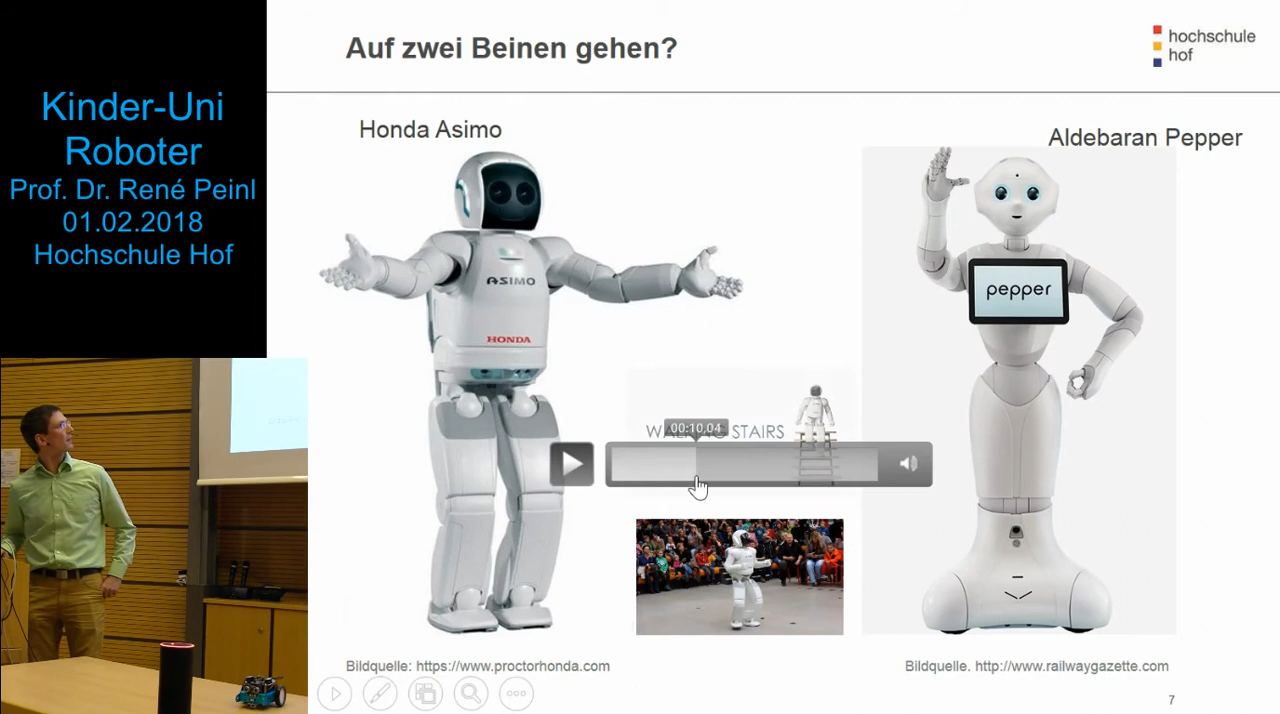 Kinder-Uni
Roboter
Prof. Dr. René Peinl
01.02.2018
Hochschule Hof
Auf zwei Beinen gehen?
hochschule
hof
Honda Asimo
Aldebaran Pepper
ASIMO
HONDA
pepper
WALKING STAIRS
00:10,04
Bildquelle: https://www.proctorhonda.com
Bildquelle. http://www.railwaygazette.com
7